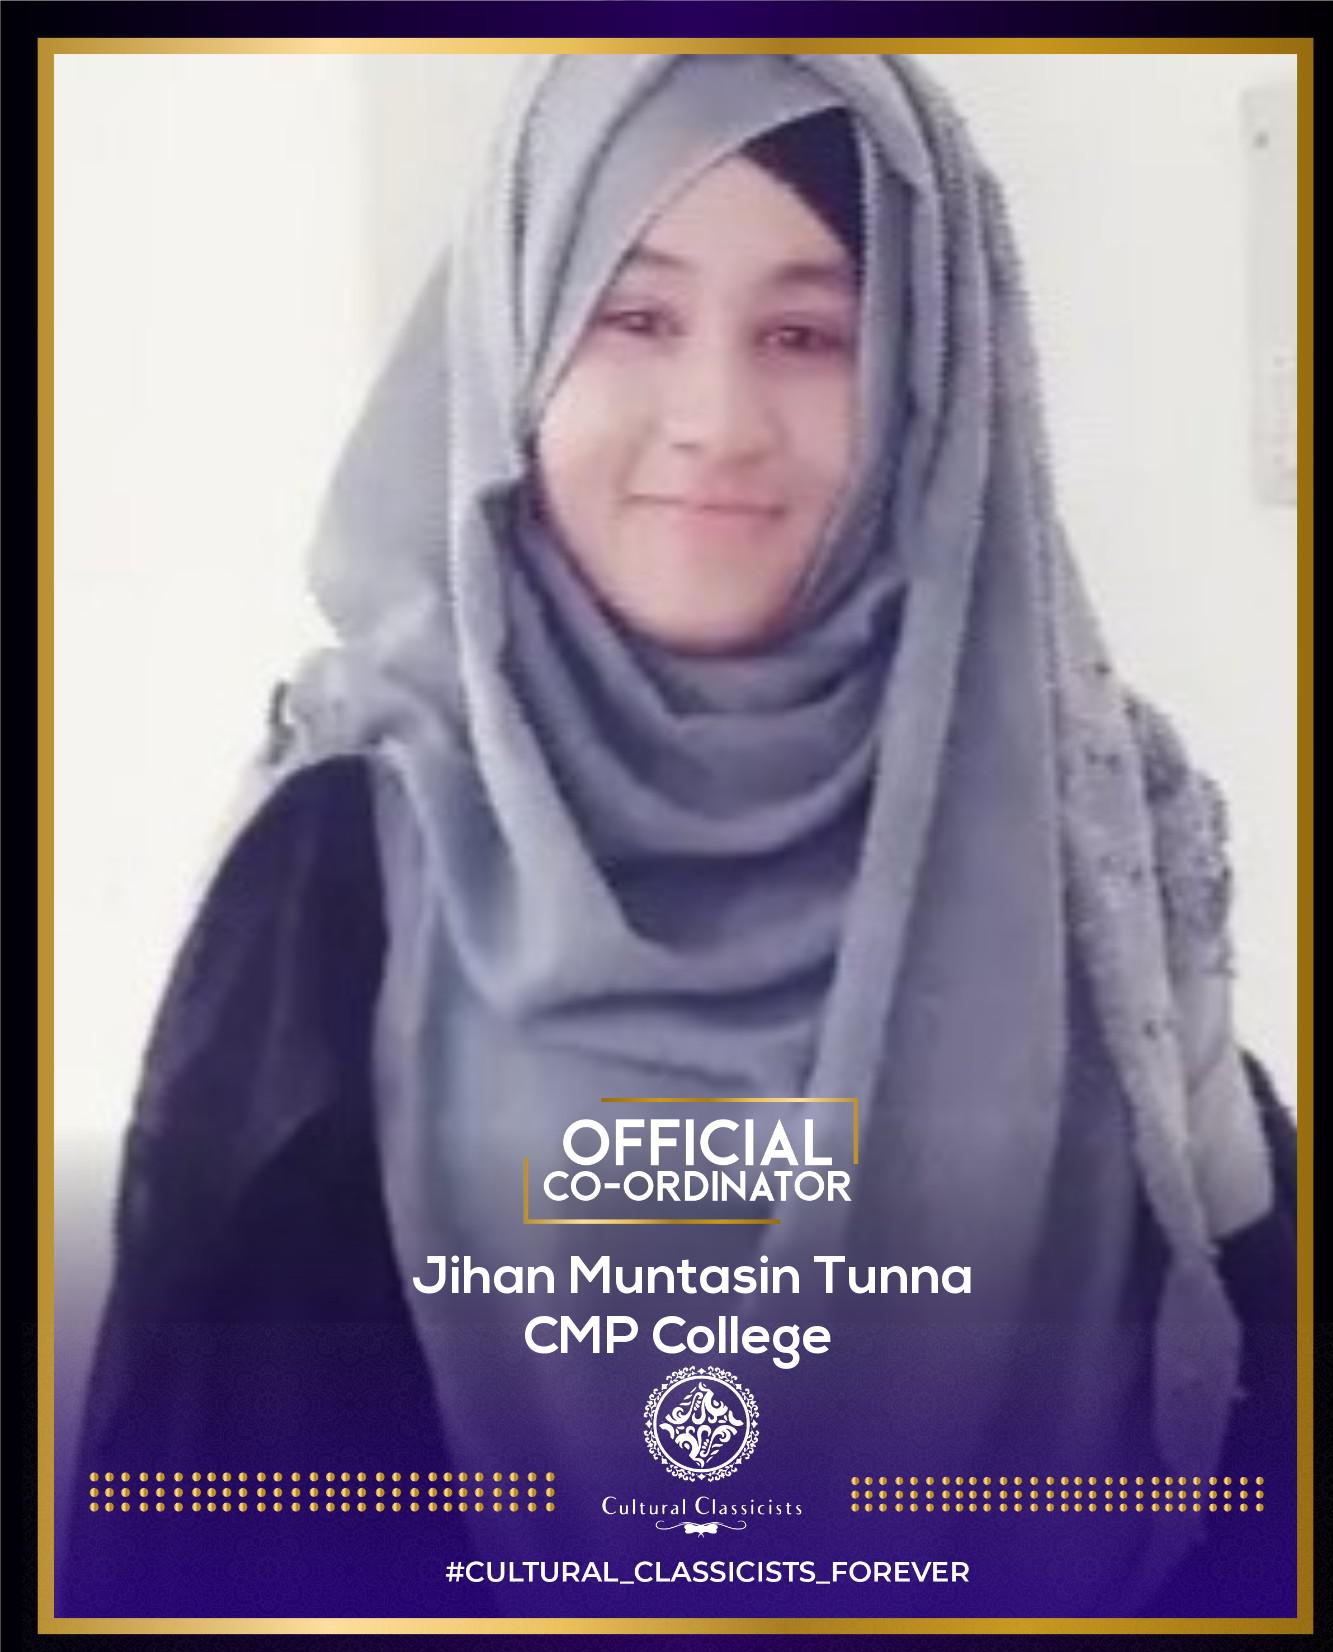 OFFICIAL
CO-ORDINATOR
Jihan Muntasin Tunna
CMP College
Cultural Classicists
#CULTURAL_CLASSICISTS_FOREVER